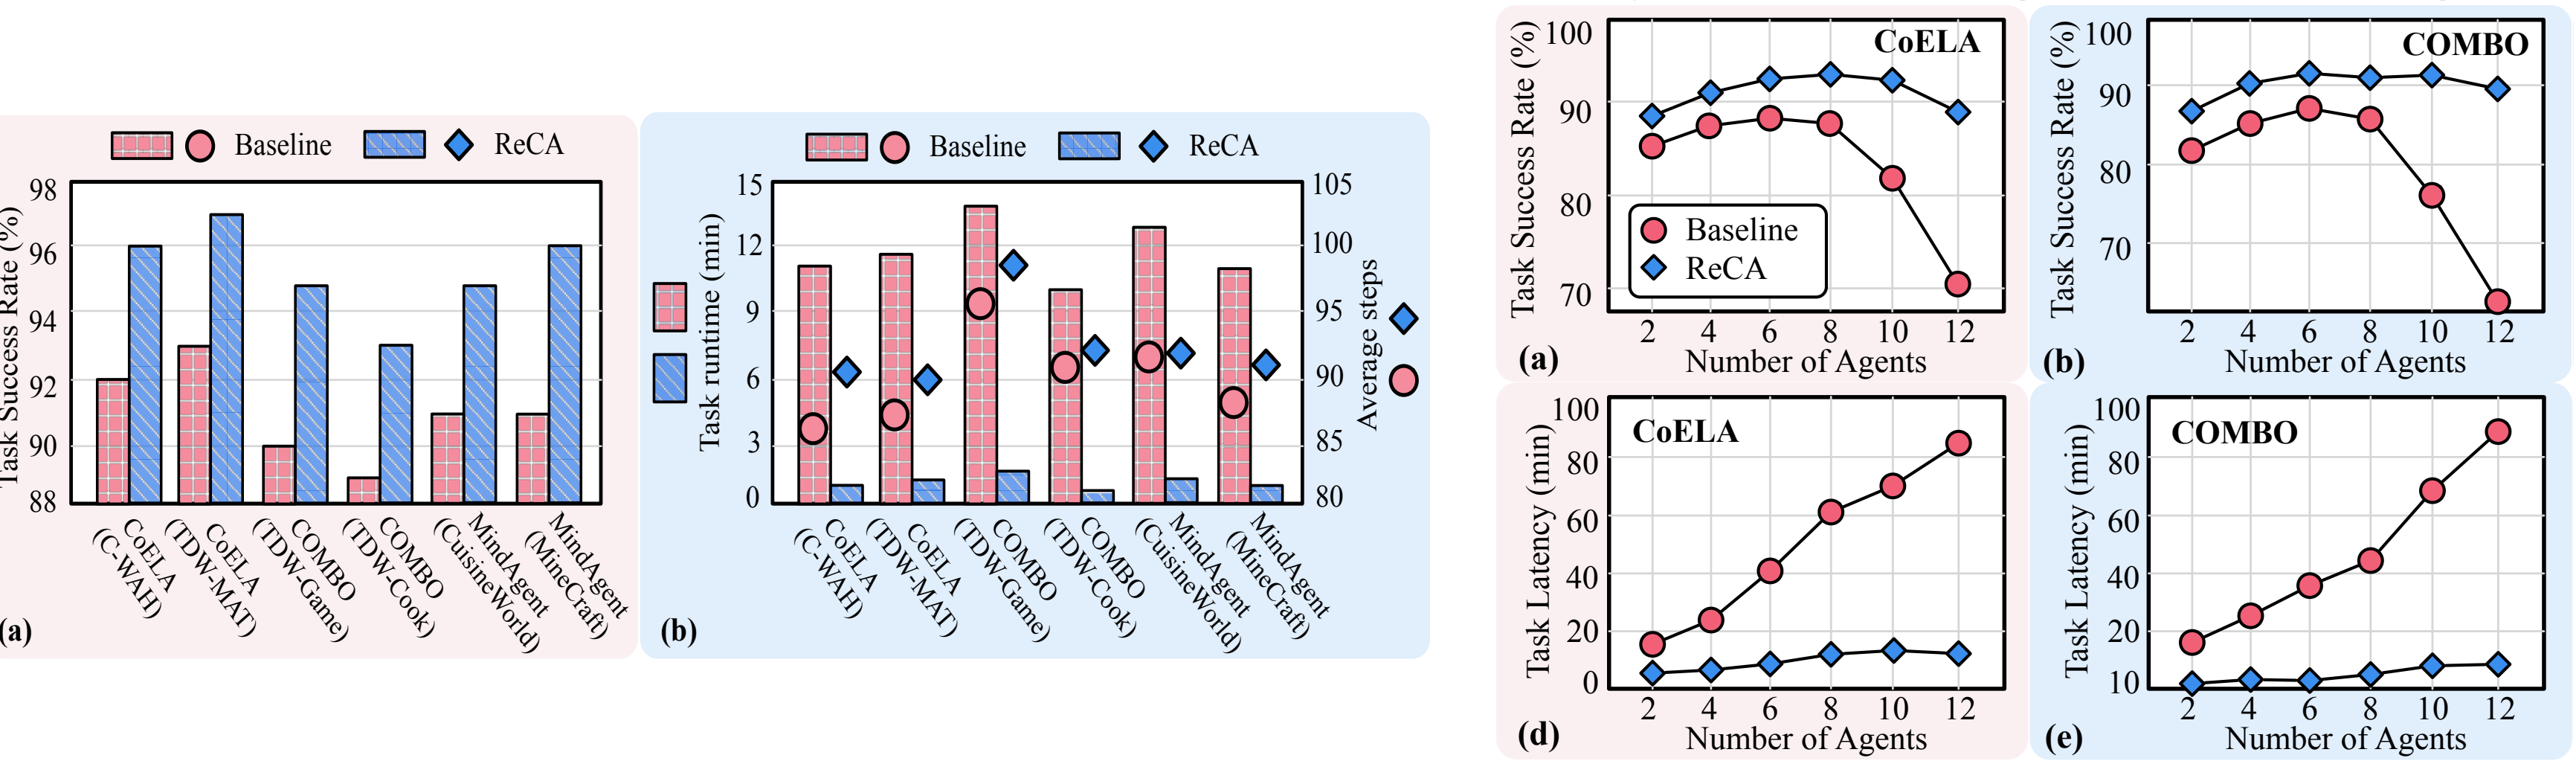 Baseline ReCA
Task Success Rate (%)
98
96
94
92
90
88
CoELA
(C-WAH)
CoELA
(TDW-MAT)
COMBO
(TDW-Game)
COMBO
(TDW-Cook)
MindAgent
(CuisineWorld)
MindAgent
(MineCraft)
(a)
Baseline ReCA
Task runtime (min)
15
12
9
6
3
0
105
100
95
90
85
80
Average steps
CoELA
(C-WAH)
CoELA
(TDW-MAT)
COMBO
(TDW-Game)
COMBO
(TDW-Cook)
MindAgent
(CuisineWorld)
MindAgent
(MineCraft)
(b)
CoELA
Task Success Rate (%)
100
90
80
70
Baseline
ReCA
2 4 6 8 10 12
(a) Number of Agents
COMBO
Task Success Rate (%)
100
90
80
70
2 4 6 8 10 12
(b) Number of Agents
CoELA
Task Latency (min)
100
80
60
40
20
0
2 4 6 8 10 12
(d) Number of Agents
COMBO
Task Latency (min)
100
80
60
40
20
10
2 4 6 8 10 12
(e) Number of Agents